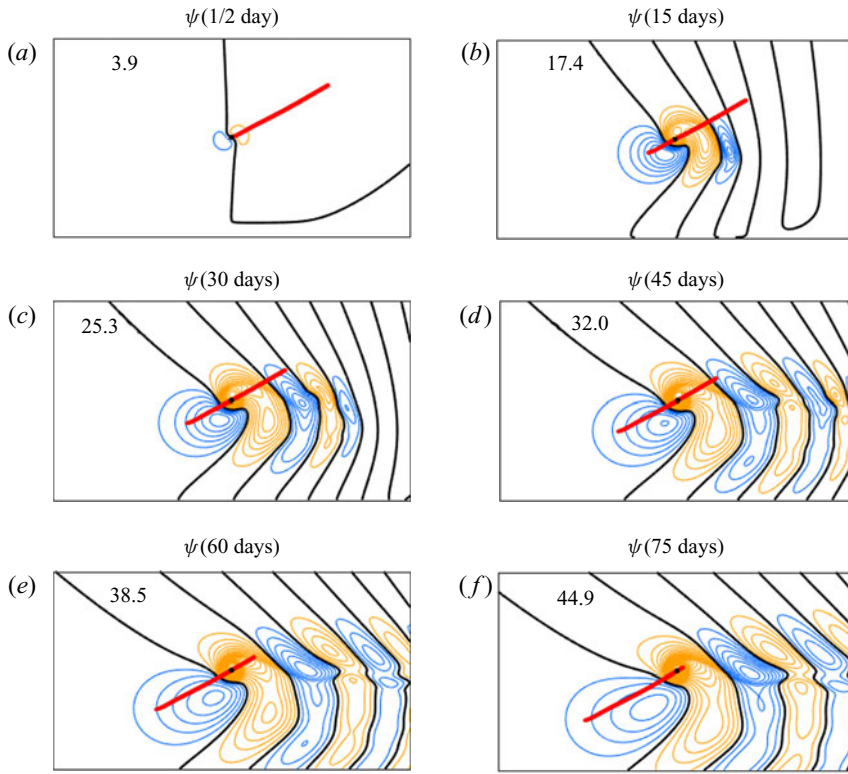 ψ(1/2 day)
ψ(15 days)
(a)
3.9
(b)
17.4
ψ(30 days)
ψ(45 days)
(c)
25.3
(d)
32.0
ψ(60 days)
ψ(75 days)
(e)
38.5
(f)
44.9